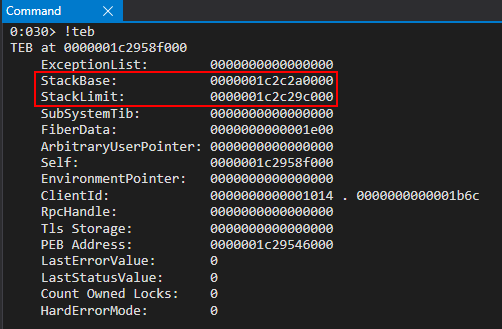 Command X
0:030> !teb
TEB at 0000001c2958f000
ExceptionList: 0000000000000000
StackBase: 0000001c2c2a0000
StackLimit: 0000001c2c29c000
SubSystemTib: 0000000000000000
FiberData: 0000000000001e00
ArbitraryUserPointer: 0000000000000000
Self: 0000001c2958f000
EnvironmentPointer: 0000000000000000
ClientId: 0000000000001014 . 0000000000001b6c
RpcHandle: 0000000000000000
Tls Storage: 0000000000000000
PEB Address: 0000001c29546000
LastErrorValue: 0
LastStatusValue: 0
Count Owned Locks: 0
HardErrorMode: 0